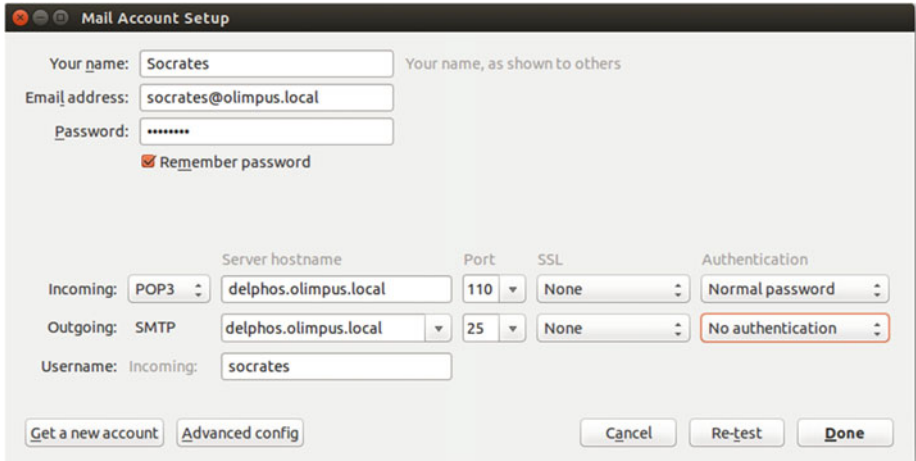 Mail Account Setup
Your name: Socrates Your name, as shown to others
Email address: socrates@olimpus.local
Password: ••••••••
Remember password
Server hostname Port SSL Authentication
Incoming: POP3 delphos.olimpus.local 110 None Normal password
Outgoing: SMTP delphos.olimpus.local 25 None No authentication
Username: Incoming: socrates
Get a new account Advanced config Cancel Re-test Done